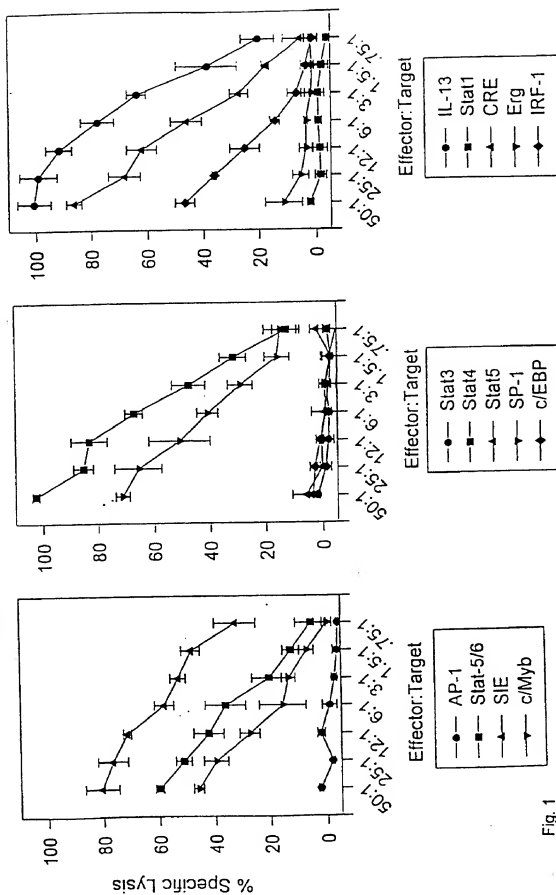 % Specific Lysis
100
80
60
40
20
0
50:1
25:1
12:1
6:1
3:1
1.5:1
.75:1
Effector:Target
AP-1
Stat-5/6
SIE
c/Myb
100
80
60
40
20
0
50:1
25:1
12:1
6:1
3:1
1.5:1
.75:1
Effector:Target
Stat3
Stat4
Stat5
SP-1
c/EBP
100
80
60
40
20
0
50:1
25:1
12:1
6:1
3:1
1.5:1
.75:1
Effector:Target
IL-13
Stat1
CRE
Erg
IRF-1
Fig. 1